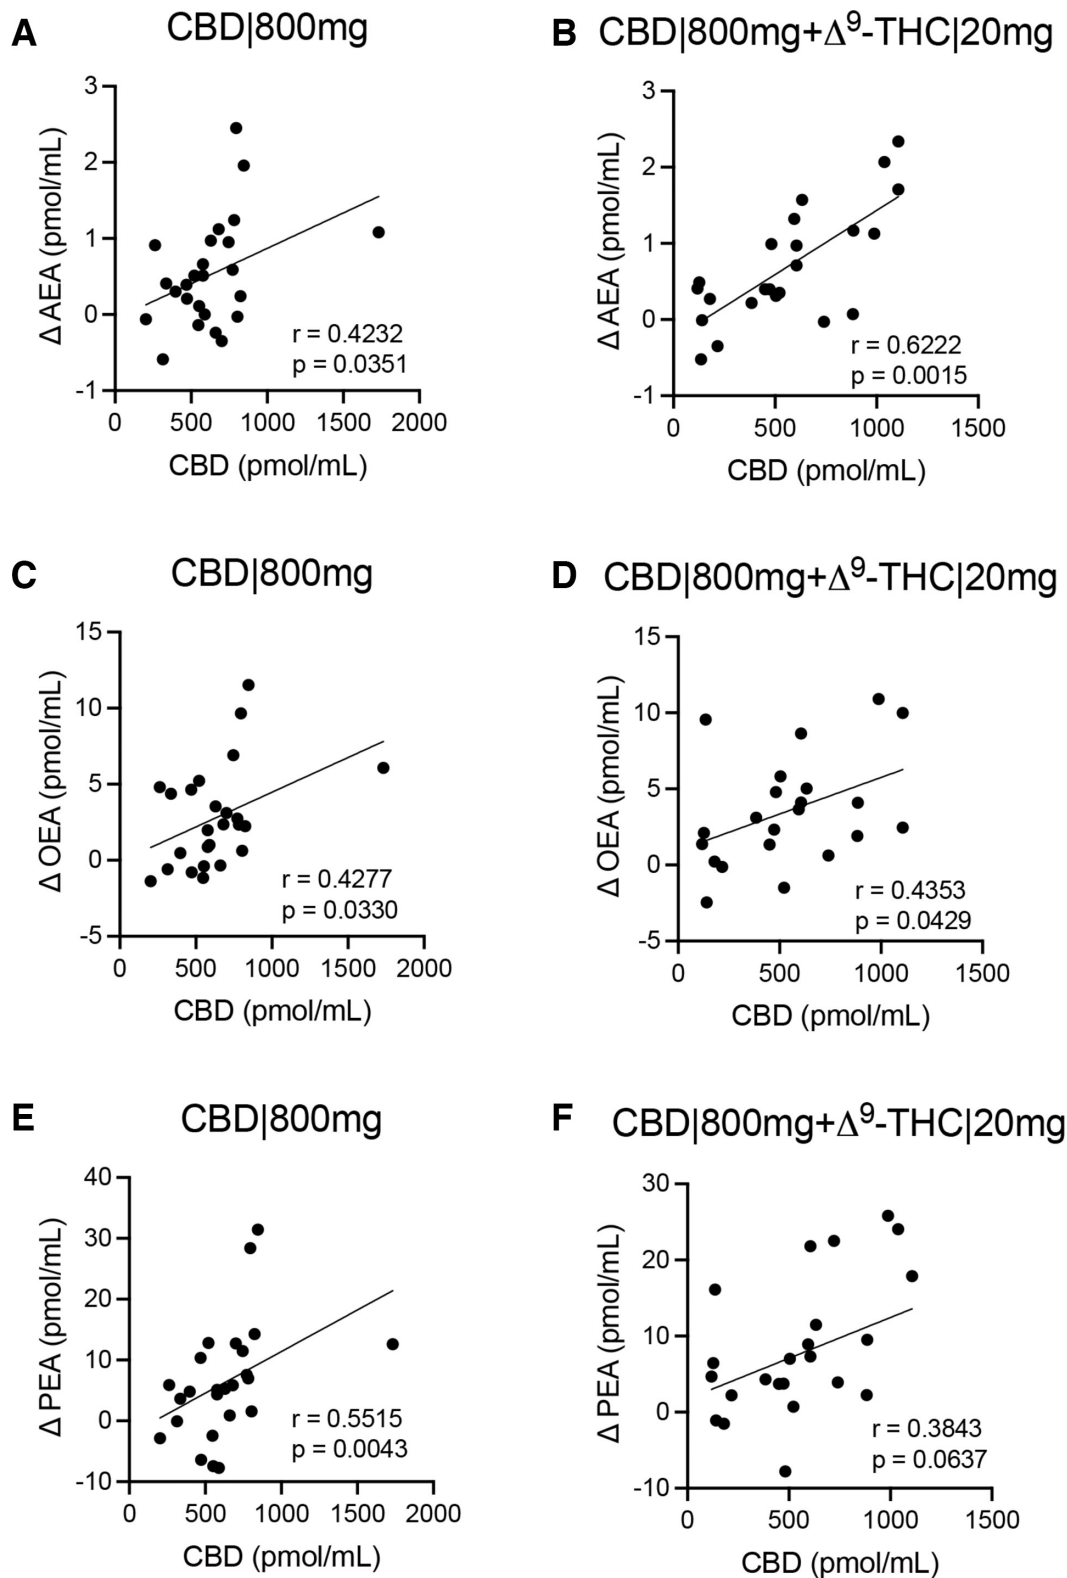 A
CBD|800mg
3
2
1
0
-1
Δ AEA (pmol/mL)
r = 0.4232
p = 0.0351
0 500 1000 1500 2000
CBD (pmol/mL)
B
CBD|800mg+Δ⁹-THC|20mg
3
2
1
0
-1
Δ AEA (pmol/mL)
r = 0.6222
p = 0.0015
0 500 1000 1500
CBD (pmol/mL)
C
CBD|800mg
15
10
5
0
-5
Δ OEA (pmol/mL)
r = 0.4277
p = 0.0330
0 500 1000 1500 2000
CBD (pmol/mL)
D
CBD|800mg+Δ⁹-THC|20mg
15
10
5
0
-5
Δ OEA (pmol/mL)
r = 0.4353
p = 0.0429
0 500 1000 1500
CBD (pmol/mL)
E
CBD|800mg
40
30
20
10
0
-10
Δ PEA (pmol/mL)
r = 0.5515
p = 0.0043
0 500 1000 1500 2000
CBD (pmol/mL)
F
CBD|800mg+Δ⁹-THC|20mg
30
20
10
0
-10
Δ PEA (pmol/mL)
r = 0.3843
p = 0.0637
0 500 1000 1500
CBD (pmol/mL)